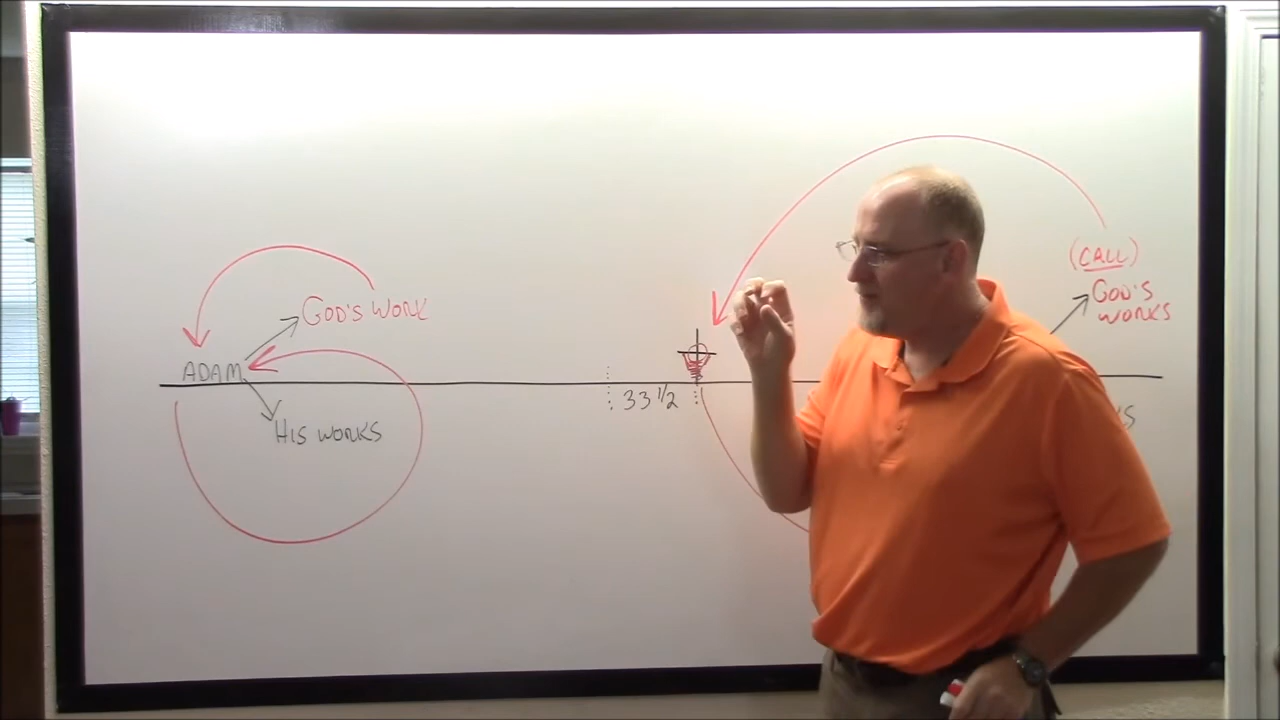 GOD'S WORK
ADAM
HIS WORKS
33 1/2
(CALL)
GOD'S
WORKS